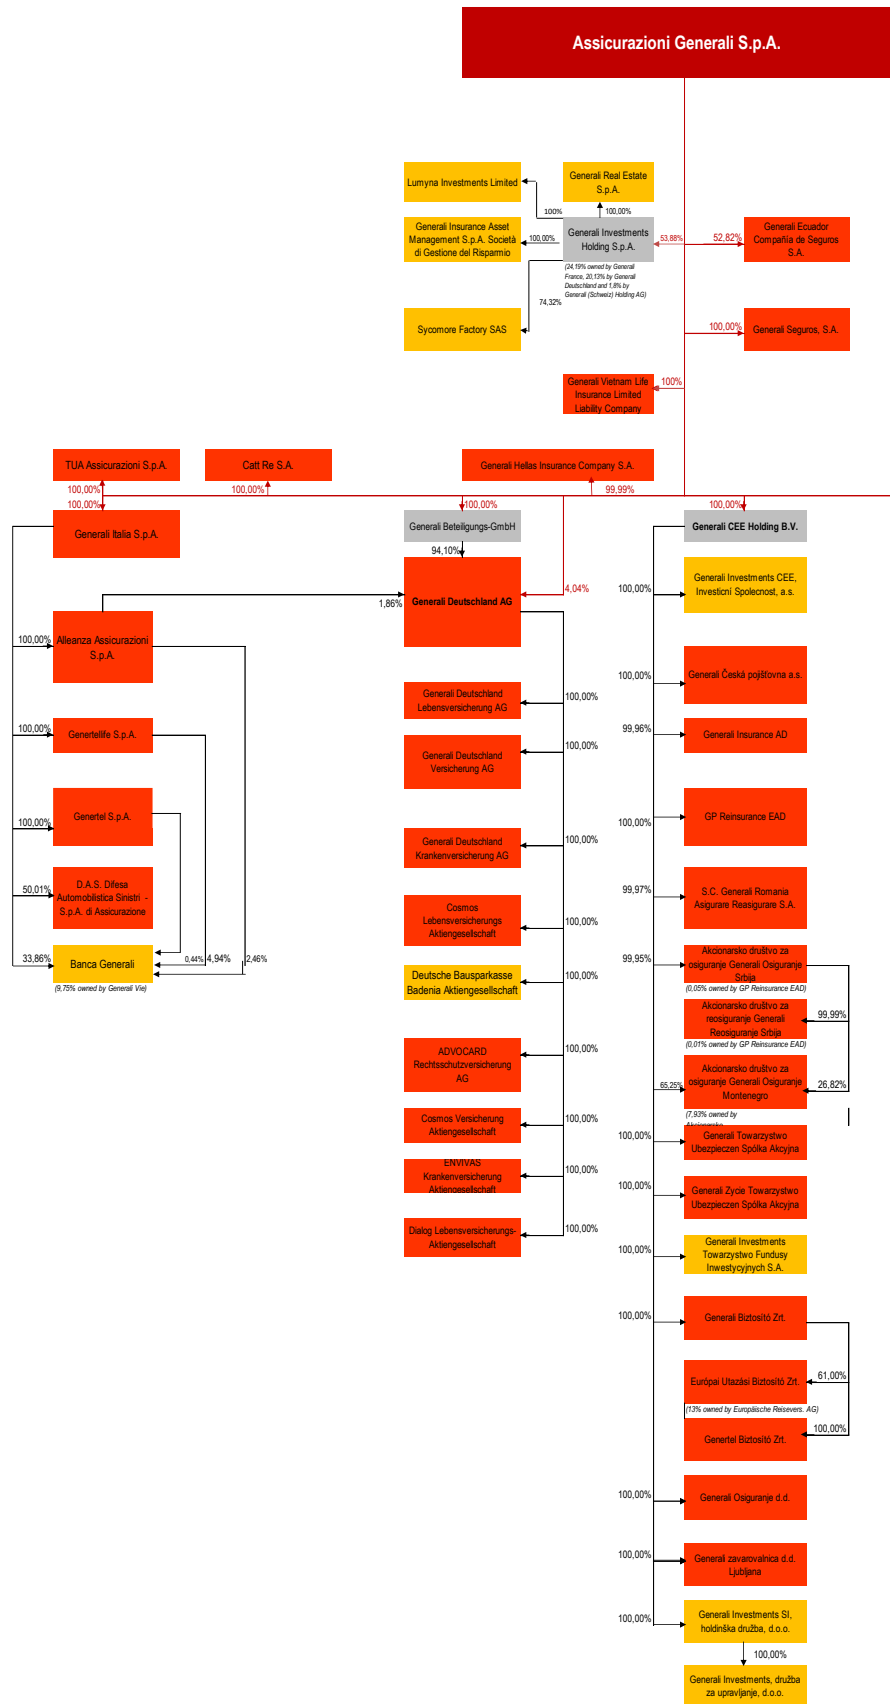 Assicurazioni Generali S.p.A.
Lumyna Investments Limited
Generali Real Estate
S.p.A.
100%
100,00%
Generali Insurance Asset
Management S.p.A. Società
di Gestione del Risparmio
100,00%
Generali Investments
Holding S.p.A.
53,88%
52,82%
Generali Ecuador
Compañia de Seguros
S.A.
(24,19% owned by Generali
France, 20,13% by Generali
Deutschland and 1,8% by
Generali (Schweiz) Holding AG)
74,32%
Sycomore Factory SAS
100,00%
Generali Seguros, S.A.
Generali Vietnam Life
Insurance Limited
Liability Company
100%
TUA Assicurazioni S.p.A.
Catt Re S.A.
Generali Hellas Insurance Company S.A.
100,00%
100,00%
99,99%
100,00%
100,00%
100,00%
Generali Italia S.p.A.
Generali Beteiligungs-GmbH
Generali CEE Holding B.V.
94,10%
1,86%
Generali Deutschland AG
4,04%
100,00%
Generali Investments CEE,
Investicní Spolecnost, a.s.
100,00%
Alleanza Assicurazioni
S.p.A.
100,00%
Generali Česká pojišťovna a.s.
Generali Deutschland
Lebensversicherung AG
100,00%
100,00%
Genertellife S.p.A.
99,96%
Generali Insurance AD
Generali Deutschland
Versicherung AG
100,00%
100,00%
Genertel S.p.A.
100,00%
GP Reinsurance EAD
Generali Deutschland
Krankenversicherung AG
100,00%
50,01%
D.A.S. Difesa
Automobilistica Sinistri -
S.p.A. di Assicurazione
99,97%
S.C. Generali Romania
Asigurare Reasigurare S.A.
Cosmos
Lebensversicherungs
Aktiengesellschaft
100,00%
33,86%
Banca Generali
0,44%
4,94%
2,46%
(9,75% owned by Generali Vie)
99,95%
Akcionarsko društvo za
osiguranje Generali Osiguranje
Srbija
(0,05% owned by GP Reinsurance EAD)
Deutsche Bausparkasse
Badenia Aktiengesellschaft
100,00%
Akcionarsko društvo za
reosiguranje Generali
Reosiguranje Srbija
99,99%
(0,01% owned by GP Reinsurance EAD)
ADVOCARD
Rechtsschutzversicherung
AG
100,00%
65,25%
Akcionarsko društvo za
osiguranje Generali Osiguranje
Montenegro
26,82%
(7,93% owned by
Cosmos Versicherung
Aktiengesellschaft
100,00%
100,00%
Generali Towarzystwo
Ubezpieczen Spólka Akcyjna
ENVIVAS
Krankenversicherung
Aktiengesellschaft
100,00%
100,00%
Generali Zycie Towarzystwo
Ubezpieczen Spólka Akcyjna
Dialog Lebensversicherungs-
Aktiengesellschaft
100,00%
100,00%
Generali Investments
Towarzystwo Fundusy
Inwestycyjnych S.A.
100,00%
Generali Biztosító Zrt.
Európai Utazási Biztosító Zrt.
61,00%
(13% owned by Europäische Reisevers. AG)
Genertel Biztosító Zrt.
100,00%
100,00%
Generali Osiguranje d.d.
100,00%
Generali zavarovalnica d.d.
Ljubljana
100,00%
Generali Investments SI,
holdinška družba, d.o.o.
100,00%
Generali Investments, družba
za upravljanje, d.o.o.